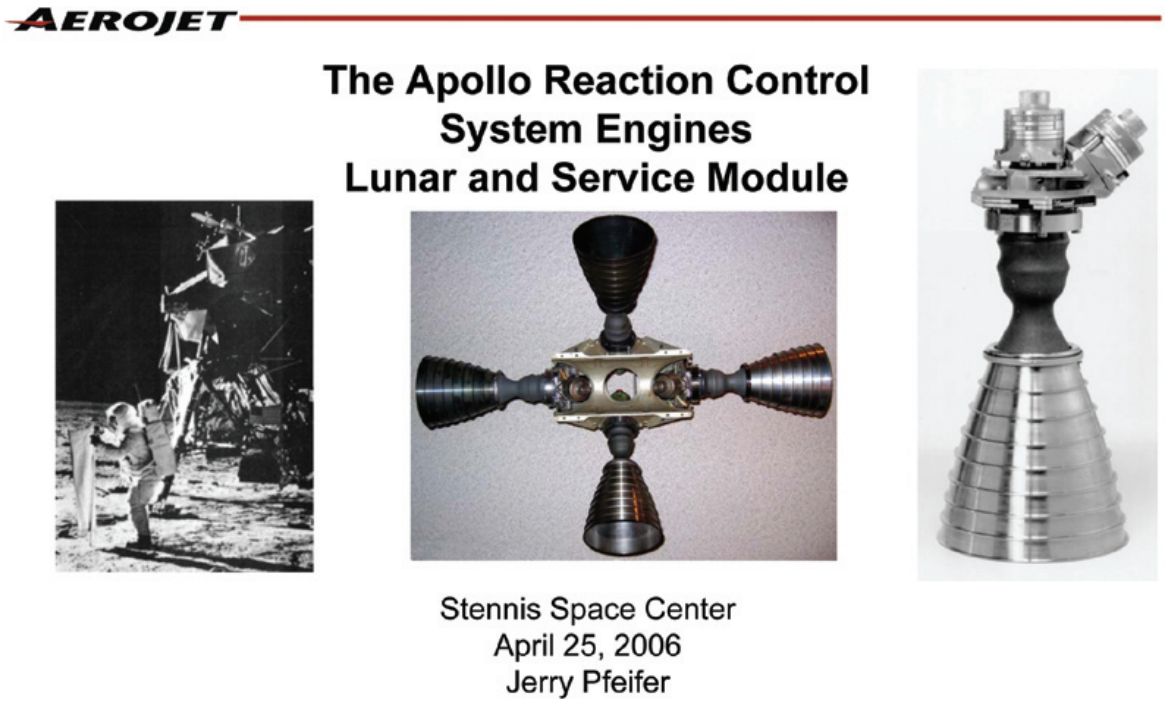 AEROJET
The Apollo Reaction Control
System Engines
Lunar and Service Module
Stennis Space Center
April 25, 2006
Jerry Pfeifer